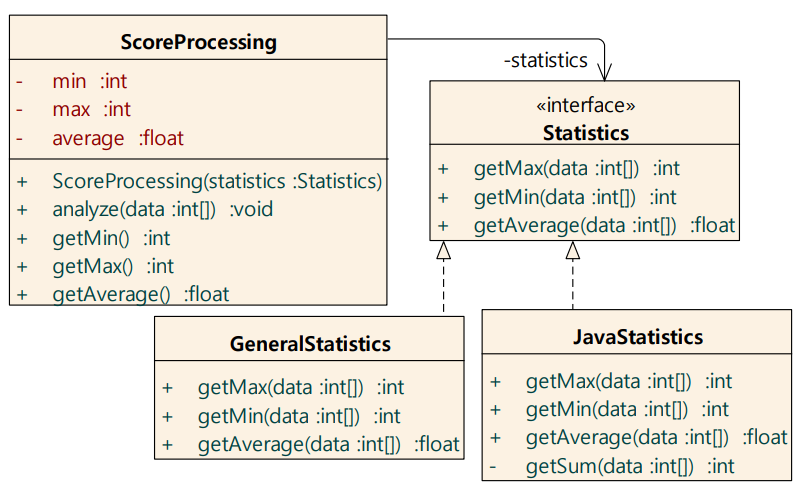 ScoreProcessing
- min :int
- max :int
- average :float
+ ScoreProcessing(statistics :Statistics)
+ analyze(data :int[]) :void
+ getMin() :int
+ getMax() :int
+ getAverage() :float
-statistics
«interface»
Statistics
+ getMax(data :int[]) :int
+ getMin(data :int[]) :int
+ getAverage(data :int[]) :float
GeneralStatistics
+ getMax(data :int[]) :int
+ getMin(data :int[]) :int
+ getAverage(data :int[]) :float
JavaStatistics
+ getMax(data :int[]) :int
+ getMin(data :int[]) :int
+ getAverage(data :int[]) :float
- getSum(data :int[]) :int